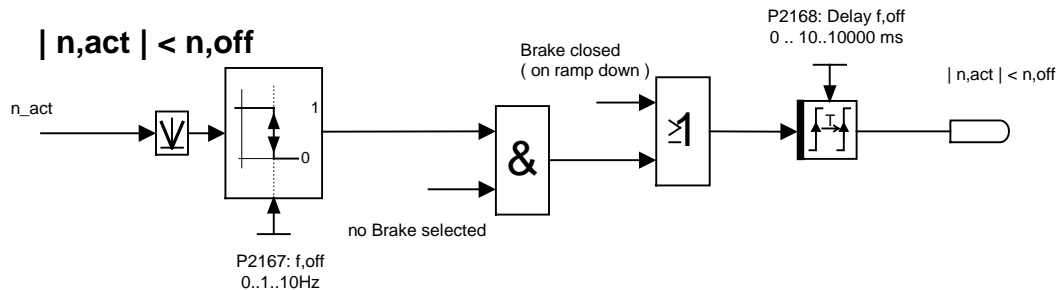 | n,act | < n,off
P2168: Delay f,off
0 .. 10..10000 ms
Brake closed
( on ramp down )
| n,act | < n,off
n_act
1
0
&
≥1
T
no Brake selected
P2167: f,off
0..1..10Hz